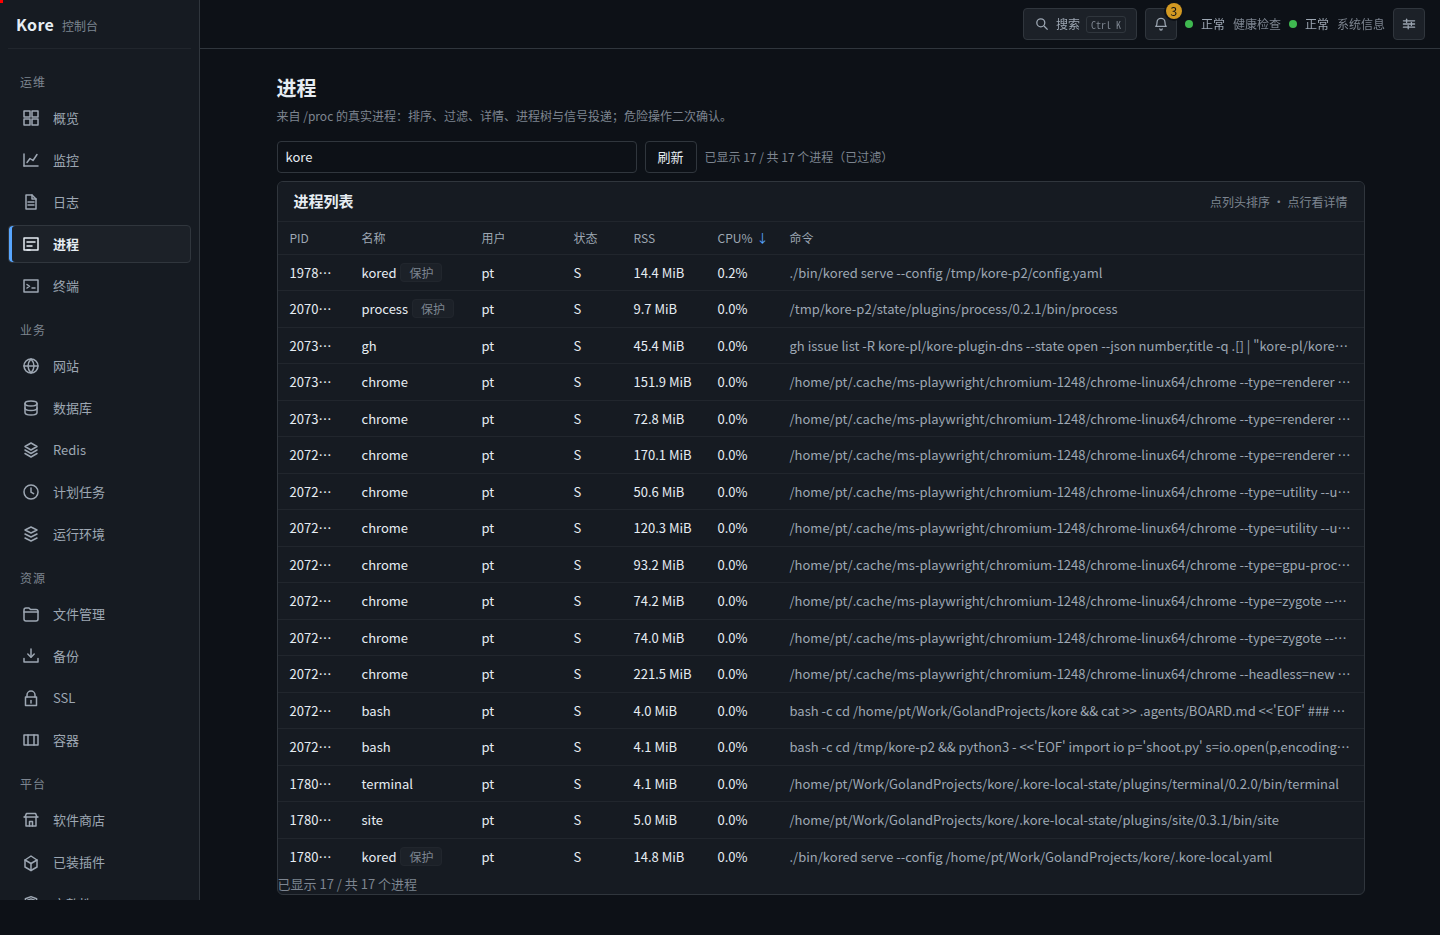 Kore 控制台
搜索 Ctrl K
3
正常 健康检查
正常 系统信息
运维
概览
监控
日志
进程
终端
业务
网站
数据库
Redis
计划任务
运行环境
资源
文件管理
备份
SSL
容器
平台
软件商店
已装插件
进程
来自 /proc 的真实进程：排序、过滤、详情、进程树与信号投递；危险操作二次确认。
kore 刷新 已显示 17 / 共 17 个进程（已过滤）
进程列表 点列头排序 · 点行看详情
PID 名称 用户 状态 RSS CPU% ↓ 命令
1978… kored 保护 pt S 14.4 MiB 0.2% ./bin/kored serve --config /tmp/kore-p2/config.yaml
2070… process 保护 pt S 9.7 MiB 0.0% /tmp/kore-p2/state/plugins/process/0.2.1/bin/process
2073… gh pt S 45.4 MiB 0.0% gh issue list -R kore-pl/kore-plugin-dns --state open --json number,title -q .[] | "kore-pl/kore…
2073… chrome pt S 151.9 MiB 0.0% /home/pt/.cache/ms-playwright/chromium-1248/chrome-linux64/chrome --type=renderer …
2073… chrome pt S 72.8 MiB 0.0% /home/pt/.cache/ms-playwright/chromium-1248/chrome-linux64/chrome --type=renderer …
2072… chrome pt S 170.1 MiB 0.0% /home/pt/.cache/ms-playwright/chromium-1248/chrome-linux64/chrome --type=renderer …
2072… chrome pt S 50.6 MiB 0.0% /home/pt/.cache/ms-playwright/chromium-1248/chrome-linux64/chrome --type=utility --u…
2072… chrome pt S 120.3 MiB 0.0% /home/pt/.cache/ms-playwright/chromium-1248/chrome-linux64/chrome --type=utility --u…
2072… chrome pt S 93.2 MiB 0.0% /home/pt/.cache/ms-playwright/chromium-1248/chrome-linux64/chrome --type=gpu-proc…
2072… chrome pt S 74.2 MiB 0.0% /home/pt/.cache/ms-playwright/chromium-1248/chrome-linux64/chrome --type=zygote --…
2072… chrome pt S 74.0 MiB 0.0% /home/pt/.cache/ms-playwright/chromium-1248/chrome-linux64/chrome --type=zygote --…
2072… chrome pt S 221.5 MiB 0.0% /home/pt/.cache/ms-playwright/chromium-1248/chrome-linux64/chrome --headless=new …
2072… bash pt S 4.0 MiB 0.0% bash -c cd /home/pt/Work/GolandProjects/kore && cat >> .agents/BOARD.md <<'EOF' ### …
2072… bash pt S 4.1 MiB 0.0% bash -c cd /tmp/kore-p2 && python3 - <<'EOF' import io p='shoot.py' s=io.open(p,encoding…
1780… terminal pt S 4.1 MiB 0.0% /home/pt/Work/GolandProjects/kore/.kore-local-state/plugins/terminal/0.2.0/bin/terminal
1780… site pt S 5.0 MiB 0.0% /home/pt/Work/GolandProjects/kore/.kore-local-state/plugins/site/0.3.1/bin/site
1780… kored 保护 pt S 14.8 MiB 0.0% ./bin/kored serve --config /home/pt/Work/GolandProjects/kore/.kore-local.yaml
已显示 17 / 共 17 个进程